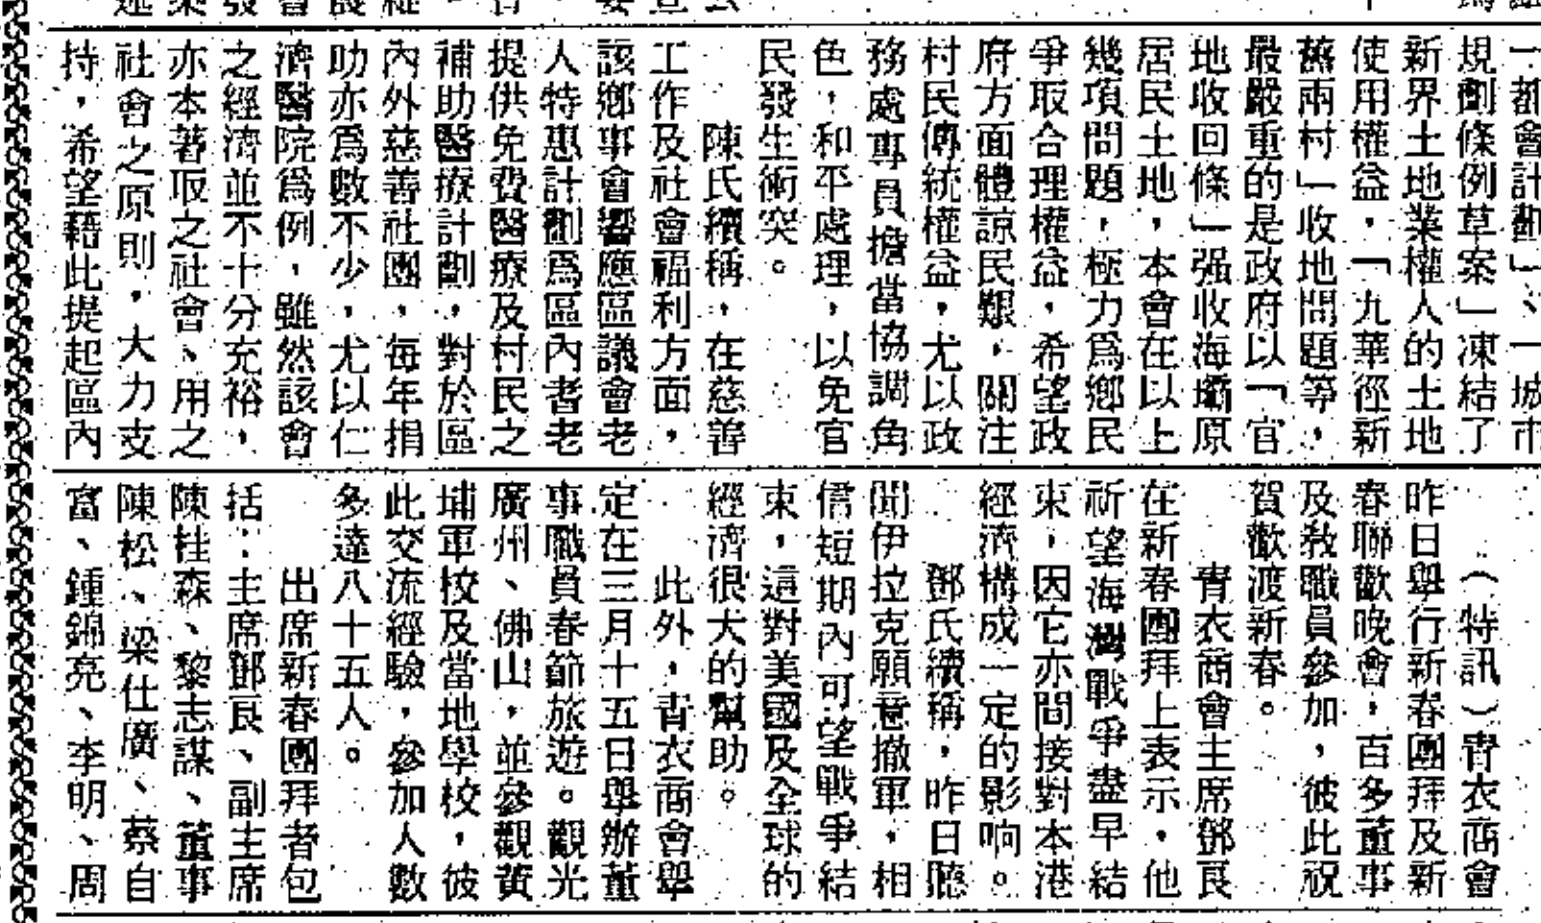 一都會計劃」、一城市
規劃條例草案」凍結了
新界土地業權人的土地
使用權益,「九華徑新
舊兩村」收地問題等,
最嚴重的是政府以「官
地收回條」强收海壩原
居民土地,本會在以上
幾項問題,極力爲鄉民
爭取合理權益,希望政
府方面體諒民艱,關注
村民傳統權益,尤以政
務處專員擔當協調角
色,和平處理,以免官
民發生衝突。
陳氏續稱,在慈善
工作及社會福利方面,
該鄉事會響應區議會老
人特惠計劃爲區內耆老
提供免費醫療及村民之
補助醫療計劃,對於區
內外慈善社團,每年捐
助亦爲數不少,尤以仁
濟醫院爲例,雖然該會
之經濟並不十分充裕,
亦本著取之社會、用之
社會之原則,大力支
持,希望藉此提起區內
(特訊)青衣商會
昨日舉行新春團拜及新
春聯歡晚會,百多董事
及敎職員參加,彼此祝
賀歡渡新春。
青衣商會主席鄧良
在新春團拜上表示,他
祈望海灣戰爭盡早結
束,因它亦間接對本港
經濟構成一定的影响。
鄧氏續稱,昨日聽
聞伊拉克願意撤軍,相
信短期內可望戰爭結
束,這對美國及全球的
經濟很大的幫助。
此外,青衣商會舉
定在三月十五日舉辦董
事職員春節旅遊。觀光
廣州、佛山,並參觀黃
埔軍校及當地學校,彼
此交流經驗,參加人數
多達八十五人。
出席新春團拜者包
括:主席鄧良、副主席
陳桂森、黎志謀、董事
陳松、梁仕廣、蔡自
富、鍾錦亮、李明、周